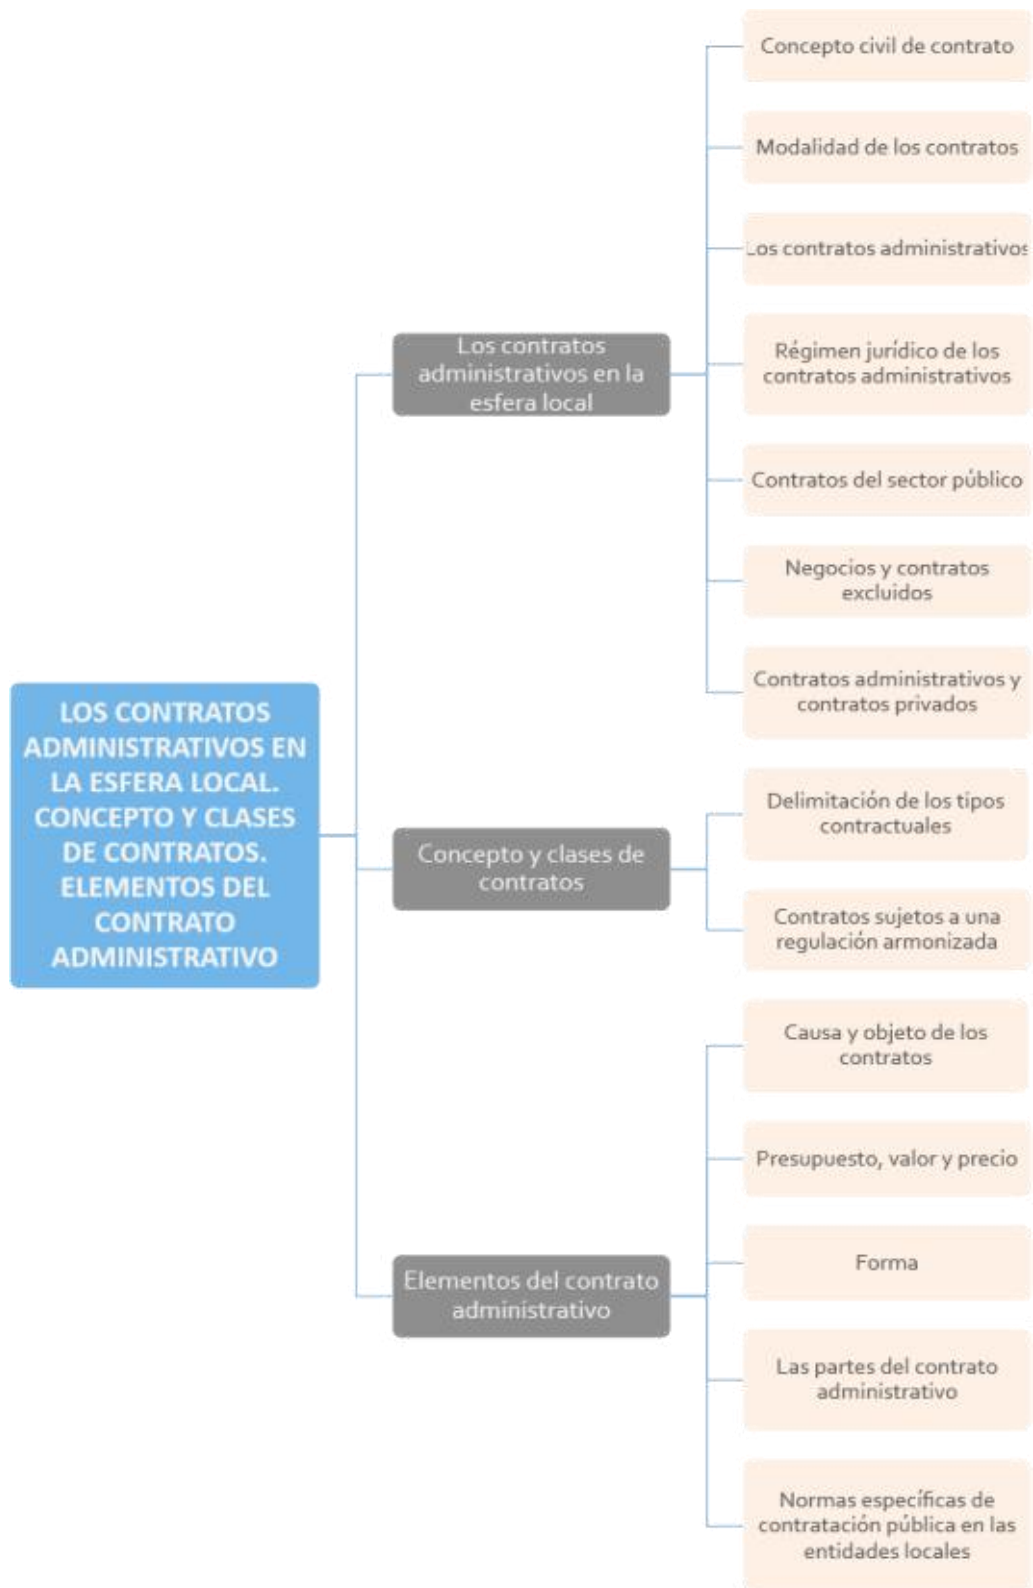 LOS CONTRATOS
ADMINISTRATIVOS EN
LA ESFERA LOCAL.
CONCEPTO Y CLASES
DE CONTRATOS.
ELEMENTOS DEL
CONTRATO
ADMINISTRATIVO
Los contratos
administrativos en la
esfera local
Concepto civil de contrato
Modalidad de los contratos
Los contratos administrativos
Régimen jurídico de los
contratos administrativos
Contratos del sector público
Negocios y contratos
excluidos
Contratos administrativos y
contratos privados
Concepto y clases de
contratos
Delimitación de los tipos
contractuales
Contratos sujetos a una
regulación armonizada
Elementos del contrato
administrativo
Causa y objeto de los
contratos
Presupuesto, valor y precio
Forma
Las partes del contrato
administrativo
Normas específicas de
contratación pública en las
entidades locales